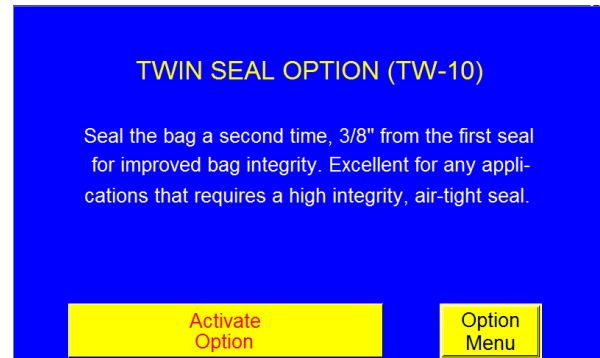 TWIN SEAL OPTION (TW-10)
Seal the bag a second time, 3/8" from the first seal
for improved bag integrity. Excellent for any appli-
cations that requires a high integrity, air-tight seal.
Activate
Option
Option
Menu